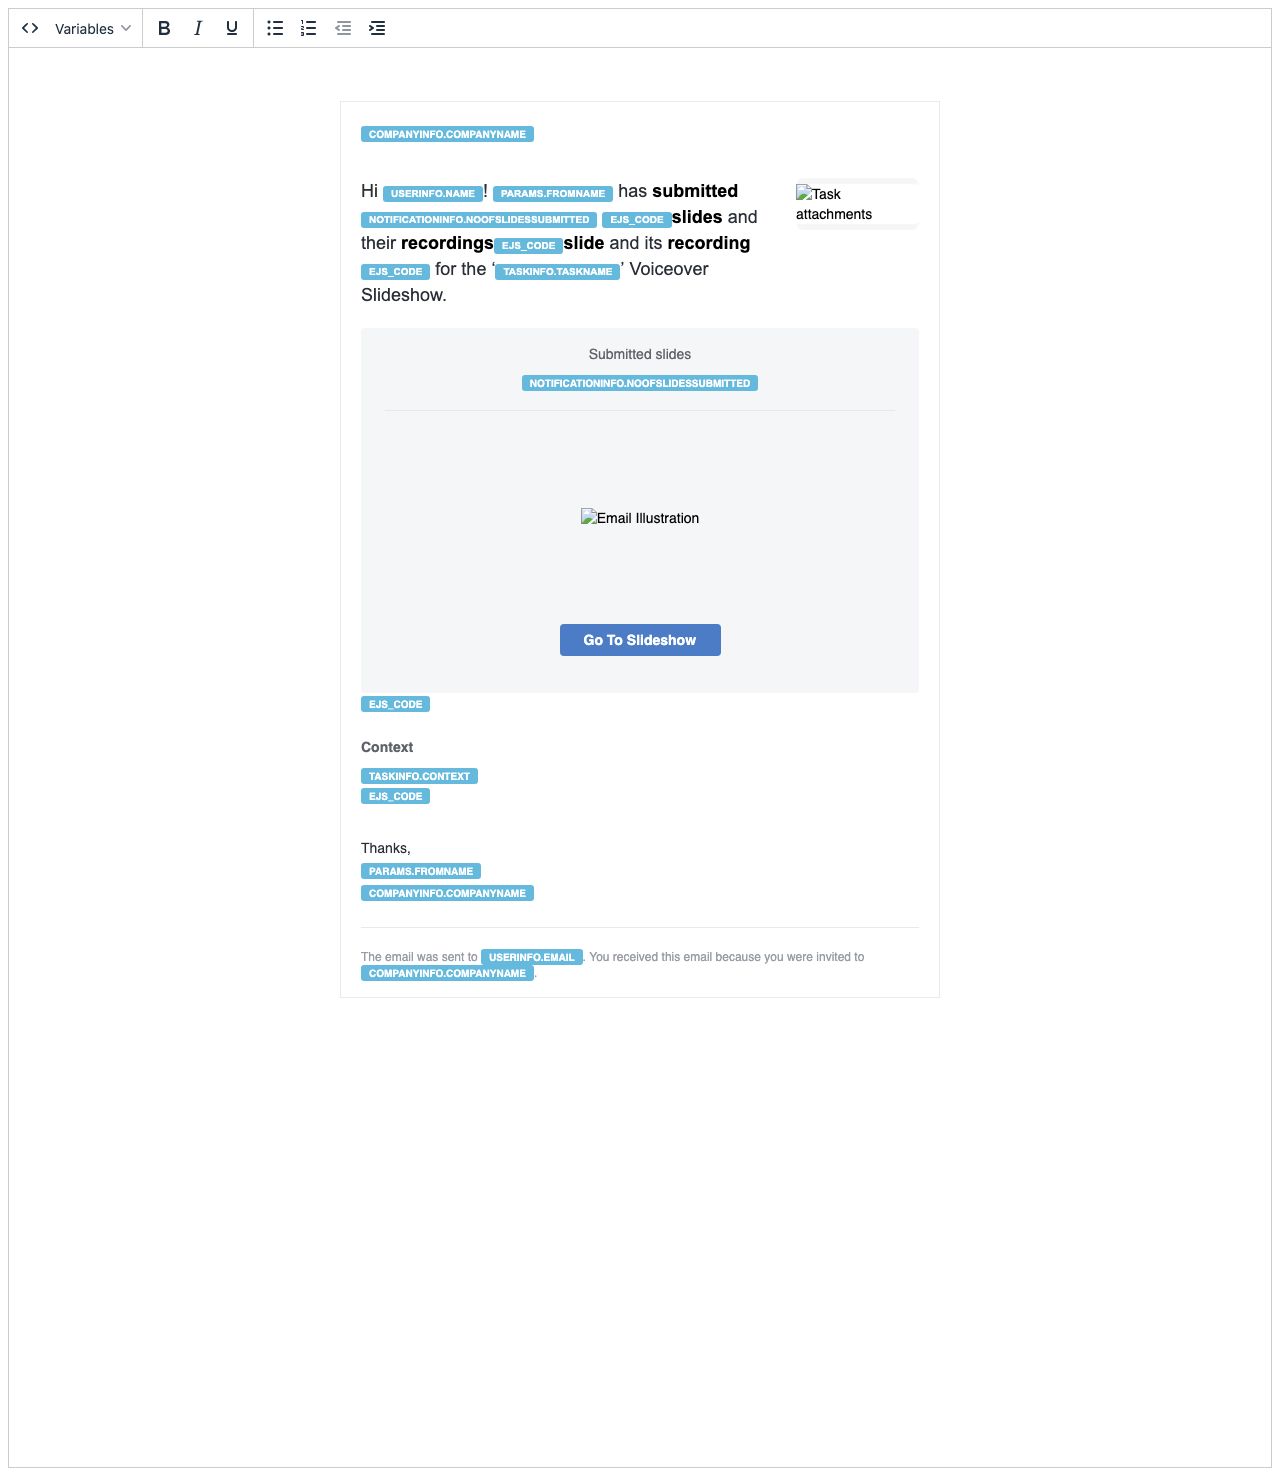 Variables
COMPANYINFO.COMPANYNAME
Hi USERINFO.NAME! PARAMS.FROMNAME has submitted
NOTIFICATIONINFO.NOOFSLIDESSUBMITTED EJS_CODE slides and
their recordings EJS_CODE slide and its recording
EJS_CODE for the ‘TASKINFO.TASKNAME’ Voiceover
Slideshow.
Task
attachments
Submitted slides
NOTIFICATIONINFO.NOOFSLIDESSUBMITTED
Email Illustration
Go To Slideshow
EJS_CODE
Context
TASKINFO.CONTEXT
EJS_CODE
Thanks,
PARAMS.FROMNAME
COMPANYINFO.COMPANYNAME
The email was sent to USERINFO.EMAIL. You received this email because you were invited to
COMPANYINFO.COMPANYNAME.